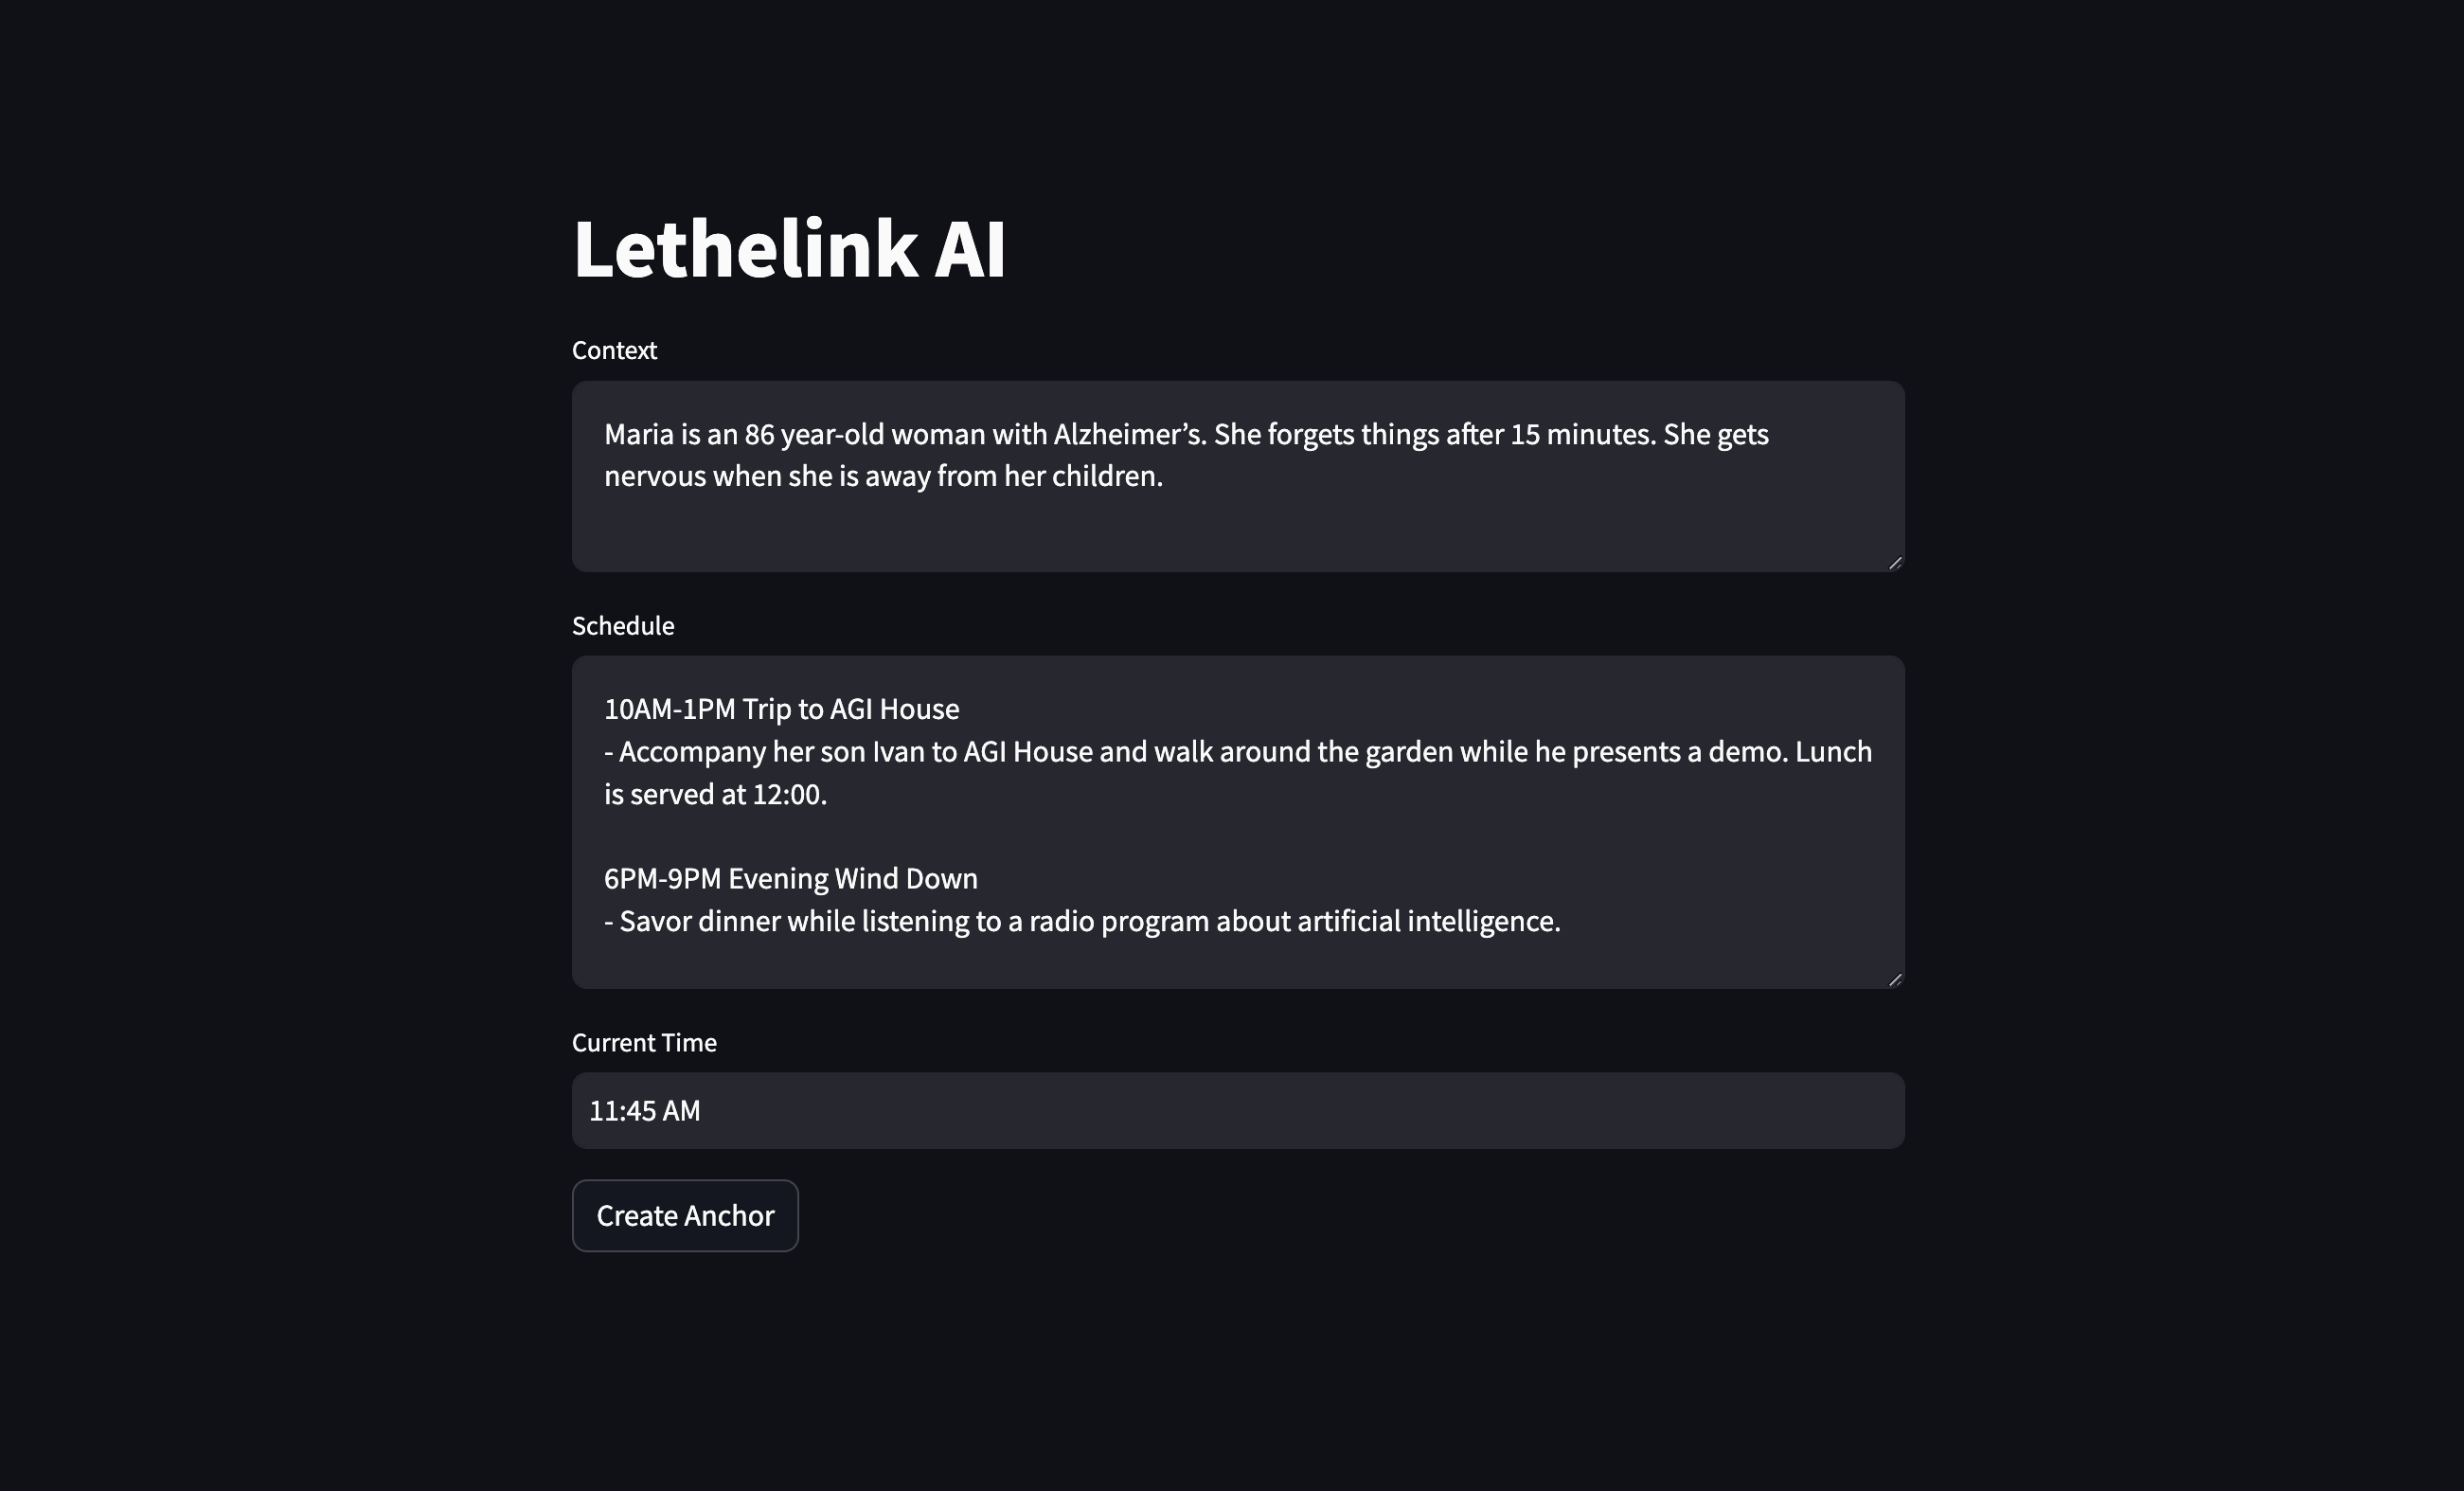 Lethelink AI
Context
Maria is an 86 year-old woman with Alzheimer’s. She forgets things after 15 minutes. She gets
nervous when she is away from her children.
Schedule
10AM-1PM Trip to AGI House
- Accompany her son Ivan to AGI House and walk around the garden while he presents a demo. Lunch
is served at 12:00.
6PM-9PM Evening Wind Down
- Savor dinner while listening to a radio program about artificial intelligence.
Current Time
11:45 AM
Create Anchor